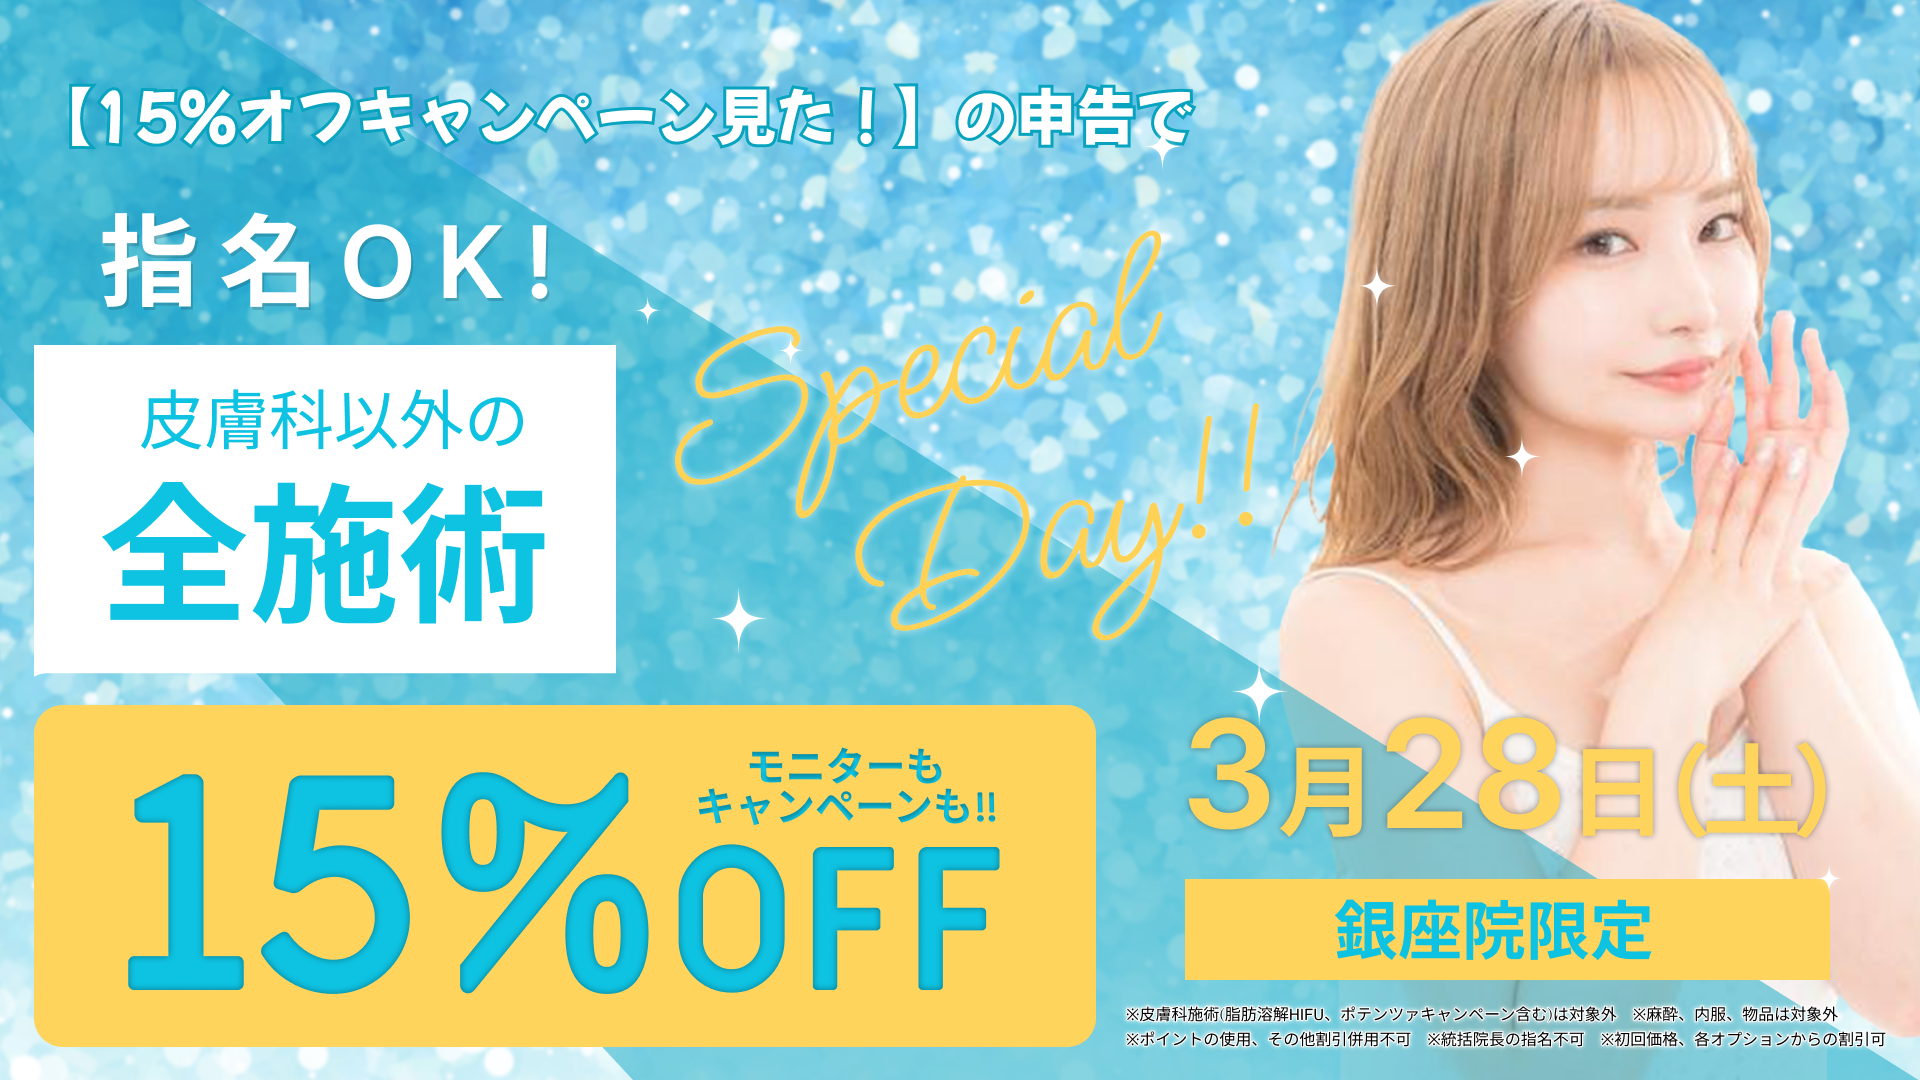 【15%オフキャンペーン見た！】の申告で
指名OK!
皮膚科以外の
全施術
Special
Day!!
モニターも
キャンペーンも!!
15%OFF
3月28日(土)
銀座院限定
※皮膚科施術(脂肪溶解HIFU、ポテンツァキャンペーン含む)は対象外　※麻酔、内服、物品は対象外
※ポイントの使用、その他割引併用不可　※統括院長の指名不可　※初回価格、各オプションからの割引可